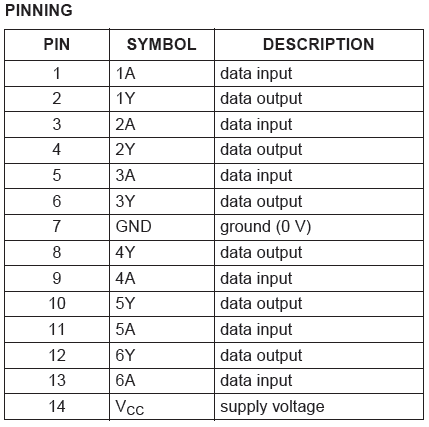 PINNING
PIN SYMBOL DESCRIPTION
1 1A data input
2 1Y data output
3 2A data input
4 2Y data output
5 3A data input
6 3Y data output
7 GND ground (0 V)
8 4Y data output
9 4A data input
10 5Y data output
11 5A data input
12 6Y data output
13 6A data input
14 VCC supply voltage